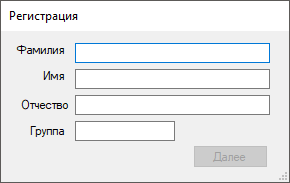 Регистрация
Фамилия
Имя
Отчество
Группа
Далее